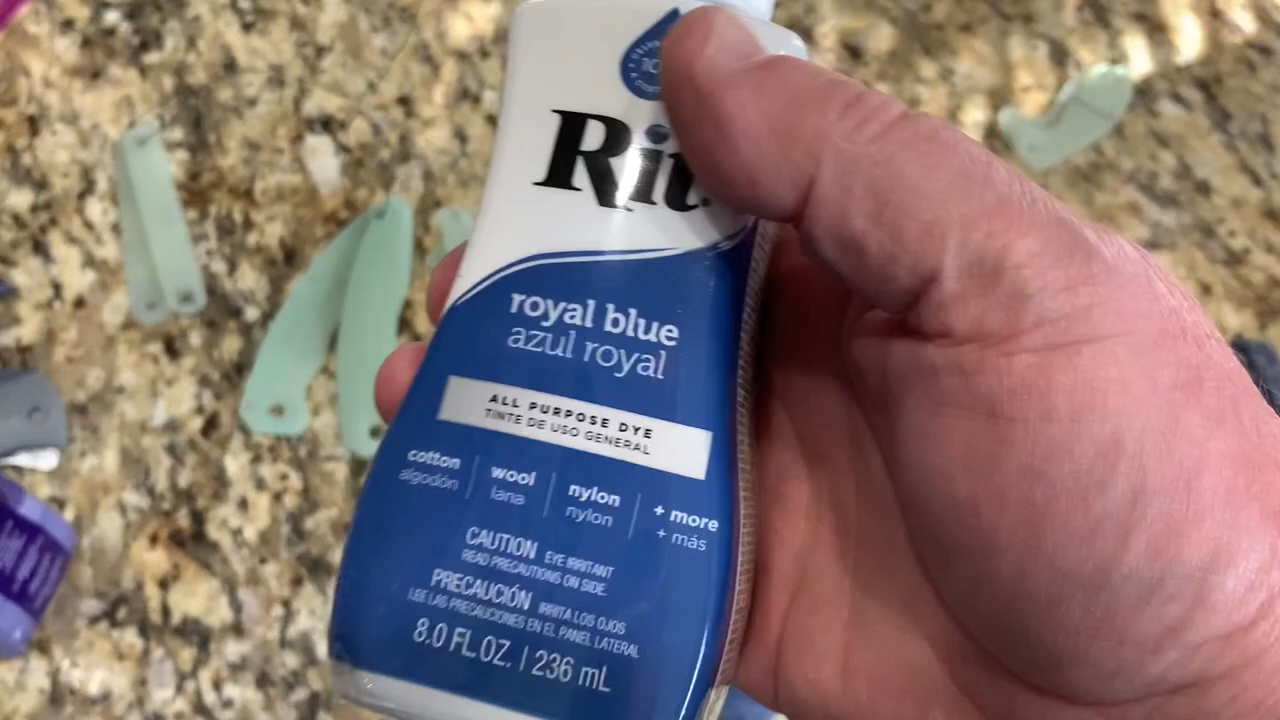 Rit
royal blue
azul royal
ALL PURPOSE DYE
TINTE DE USO GENERAL
cotton
algodón
wool
lana
nylon
nylon
+ more
+ más
CAUTION EYE IRRITANT
READ PRECAUTIONS ON SIDE.
PRECAUCIÓN IRRITA LOS OJOS
LEE LAS PRECAUCIONES EN EL PANEL LATERAL
8.0 FL.OZ. | 236 mL